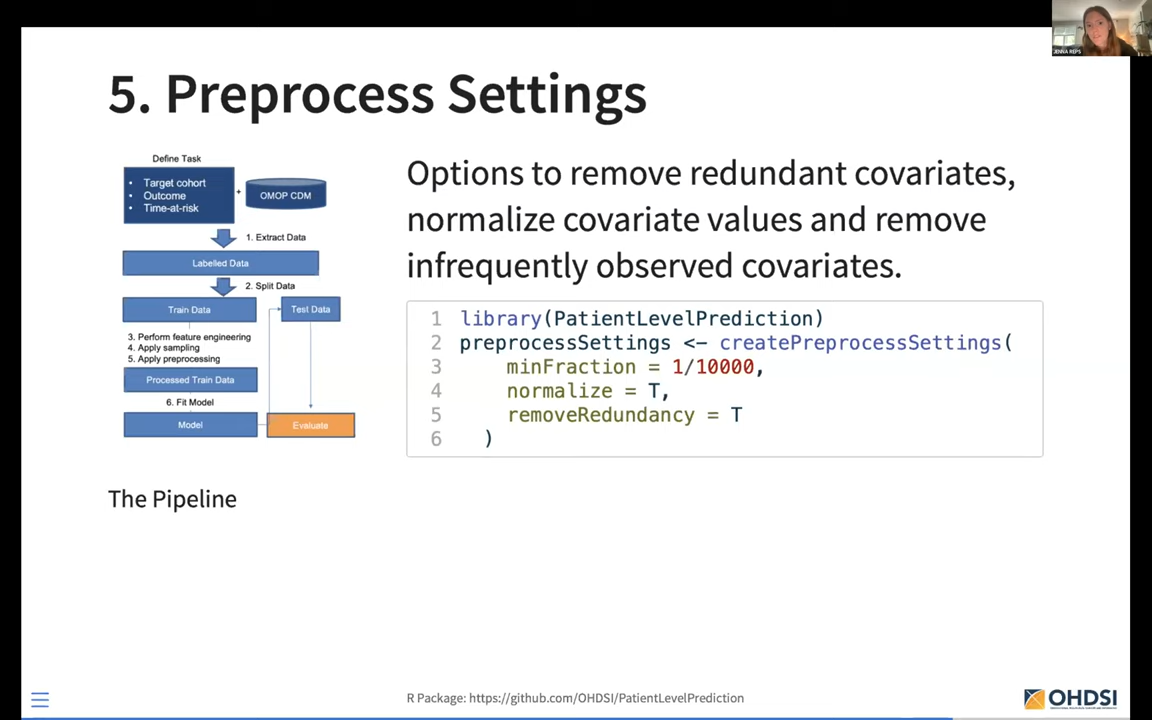 JENNA REPS
5. Preprocess Settings
Define Task
• Target cohort
• Outcome
• Time-at-risk
+
OMOP CDM
1. Extract Data
Labelled Data
2. Split Data
Train Data
Test Data
3. Perform feature engineering
4. Apply sampling
5. Apply preprocessing
Processed Train Data
6. Fit Model
Model
Evaluate
The Pipeline
Options to remove redundant covariates,
normalize covariate values and remove
infrequently observed covariates.
1 library(PatientLevelPrediction)
2 preprocessSettings <- createPreprocessSettings(
3 minFraction = 1/10000,
4 normalize = T,
5 removeRedundancy = T
6 )
R Package: https://github.com/OHDSI/PatientLevelPrediction
OHDSI